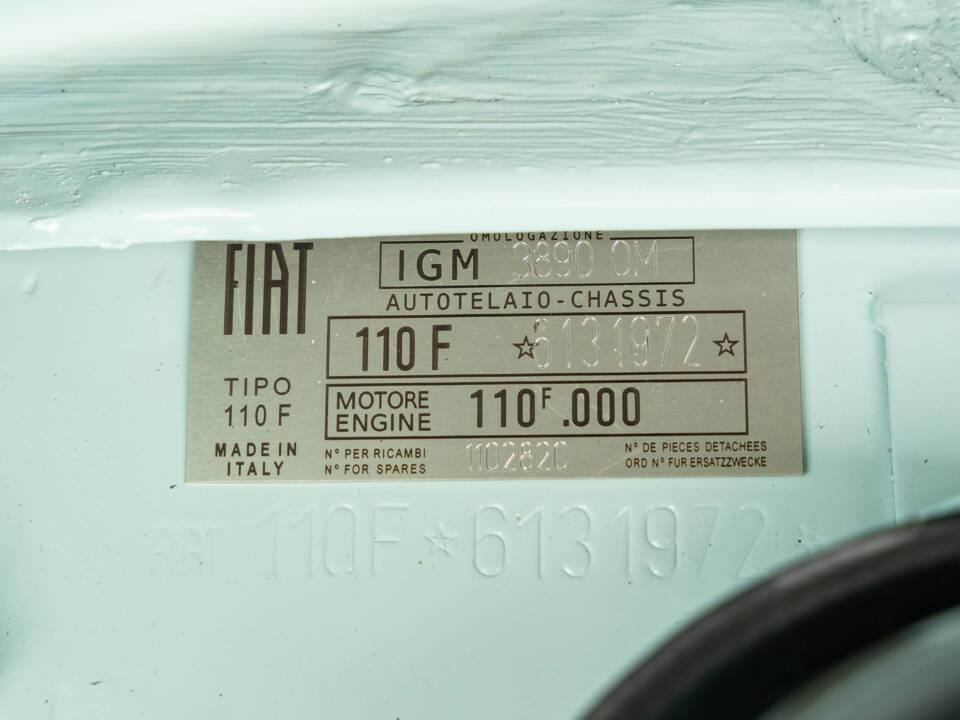 FIAT
OMOLOGAZIONE
IGM 3890 OM
AUTOTELAIO-CHASSIS
110 F ☆6131972☆
TIPO
110 F
MOTORE
ENGINE
110F .000
MADE IN
ITALY
N° PER RICAMBI
N° FOR SPARES
1102820
N° DE PIECES DETACHEES
ORD N° FUR ERSATZZWECKE
FIAT 110F☆6131972☆